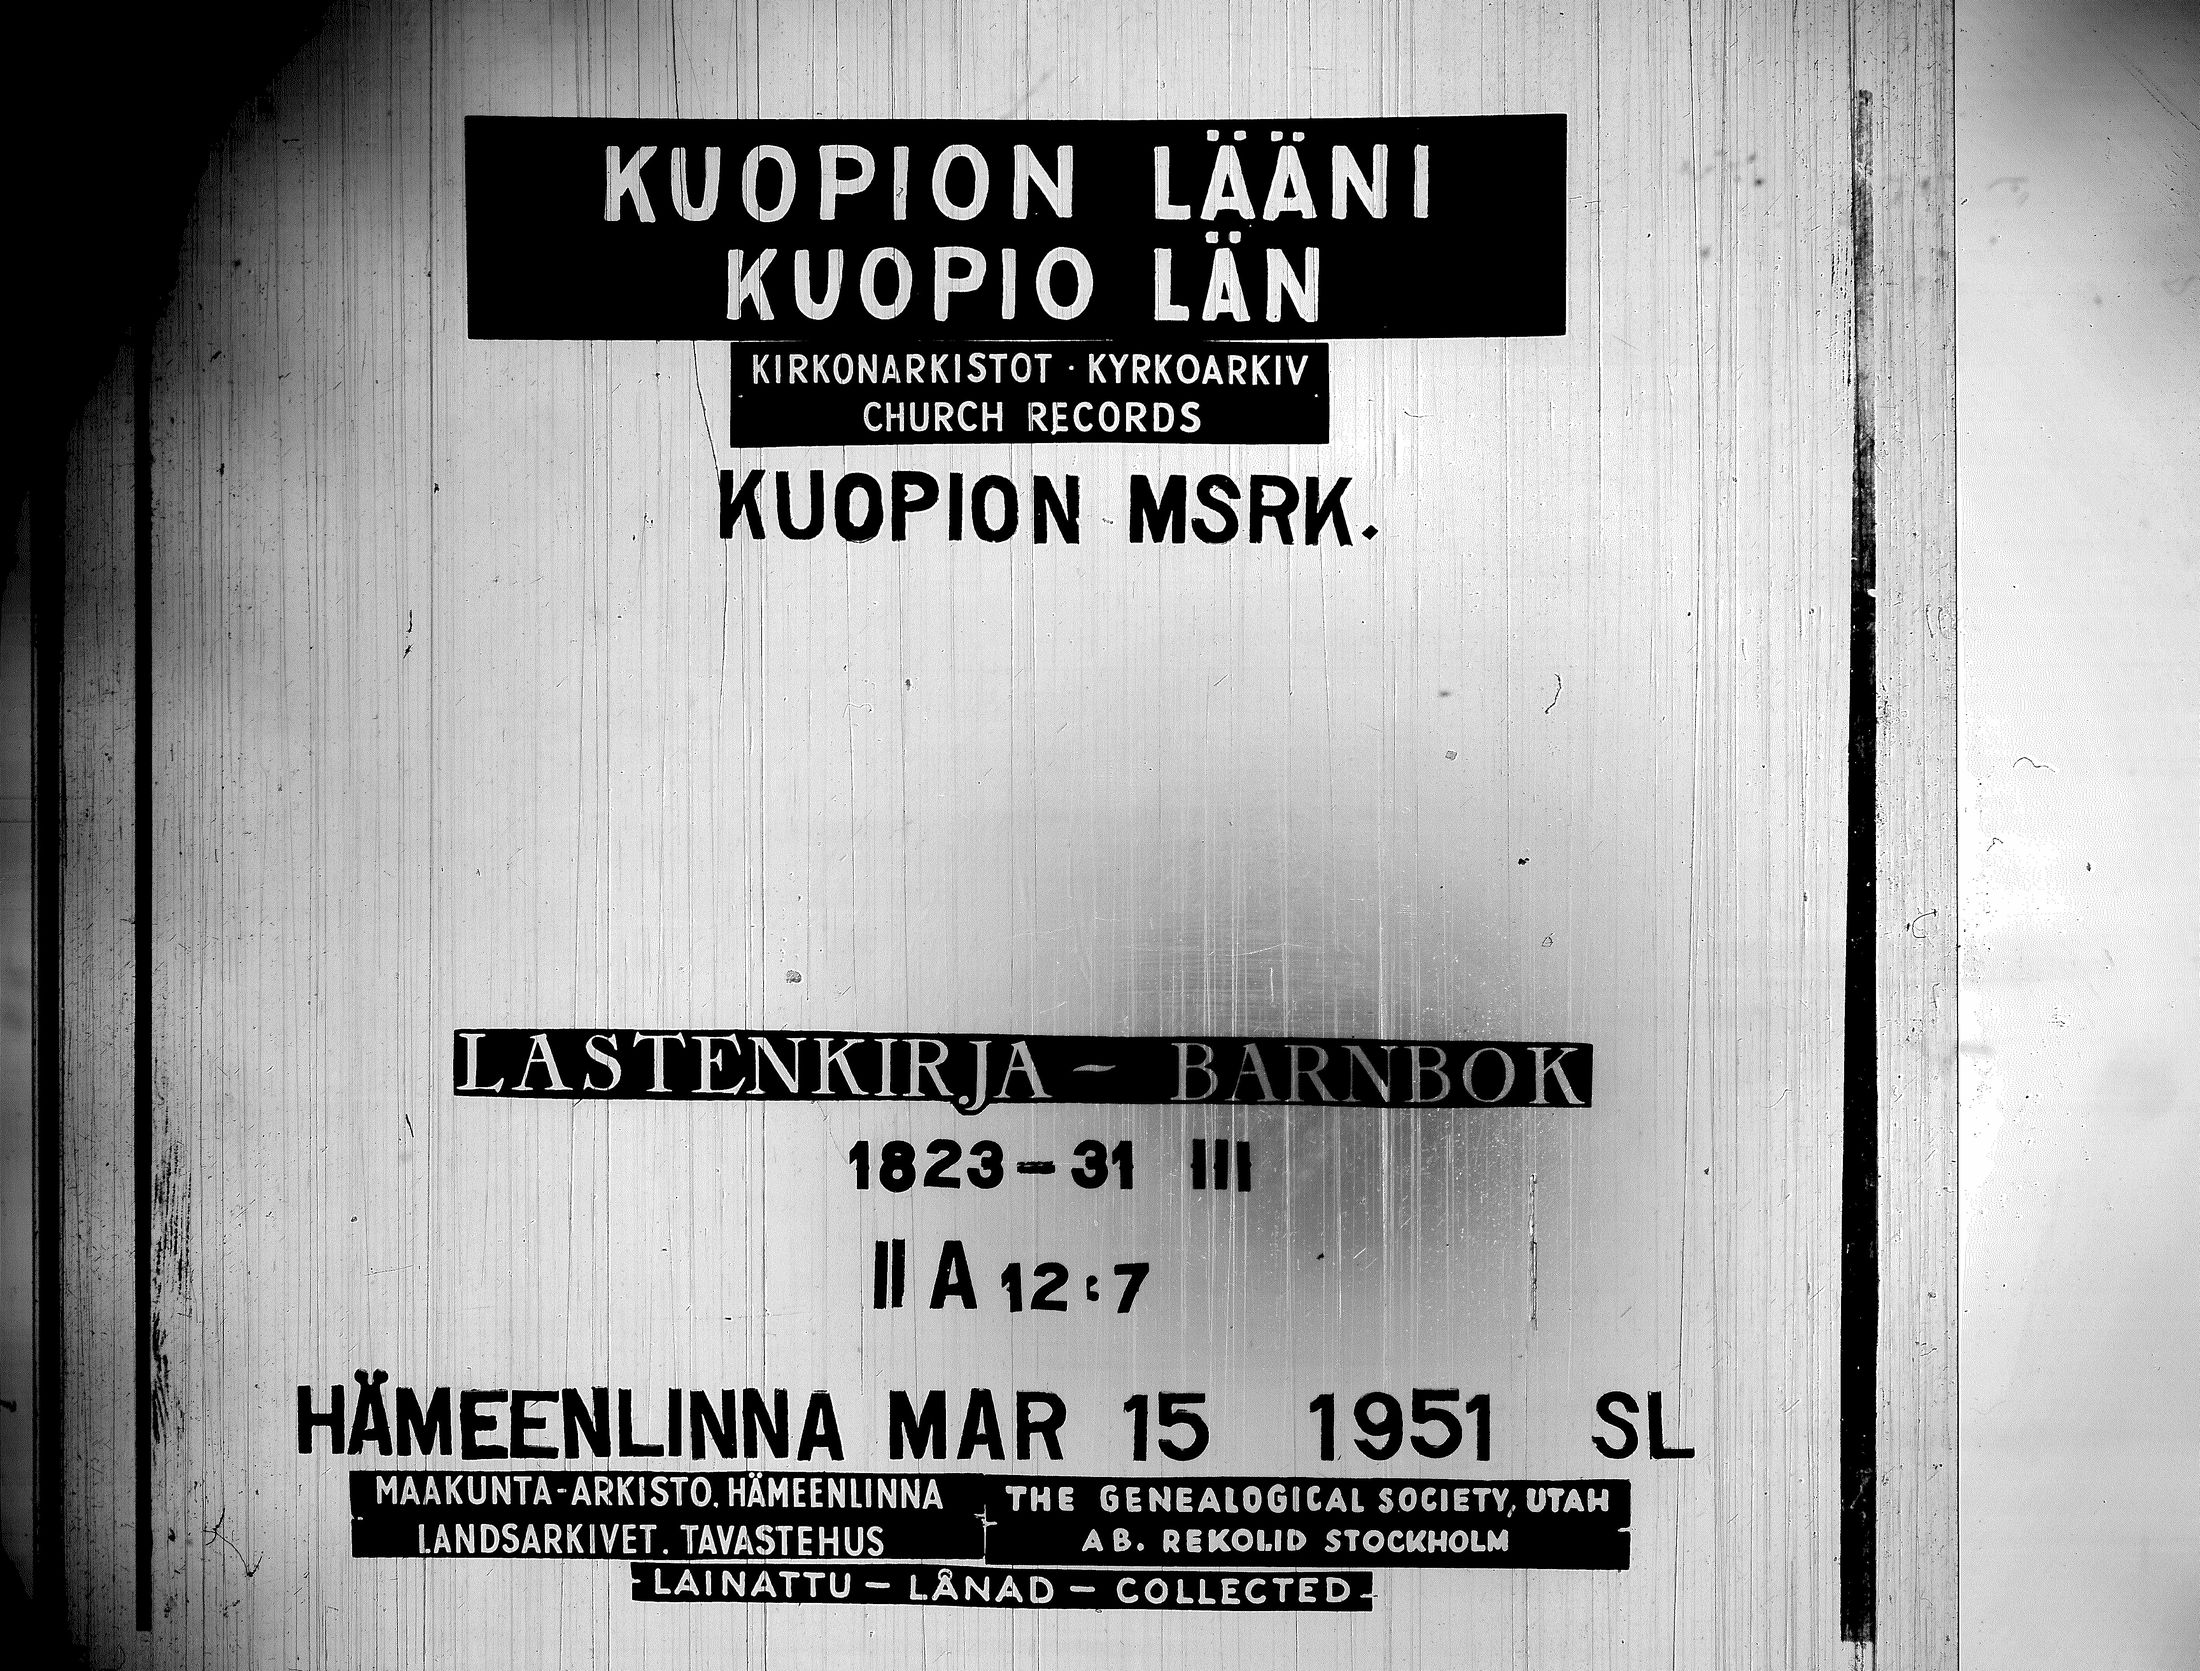 KUOPION LÄÄNI
KUOPIO LÄN
KIRKONARKISTOT · KYRKOARKIV
CHURCH RECORDS
KUOPION MSRK.
LASTENKIRJA - BARNBOK
1823-31 III
II A 12:7
HÄMEENLINNA MAR 15 1951 SL
MAAKUNTA-ARKISTO. HÄMEENLINNA
LANDSARKIVET. TAVASTEHUS
THE GENEALOGICAL SOCIETY, UTAH
AB. REKOLID STOCKHOLM
- LAINATTU - LÅNAD - COLLECTED -